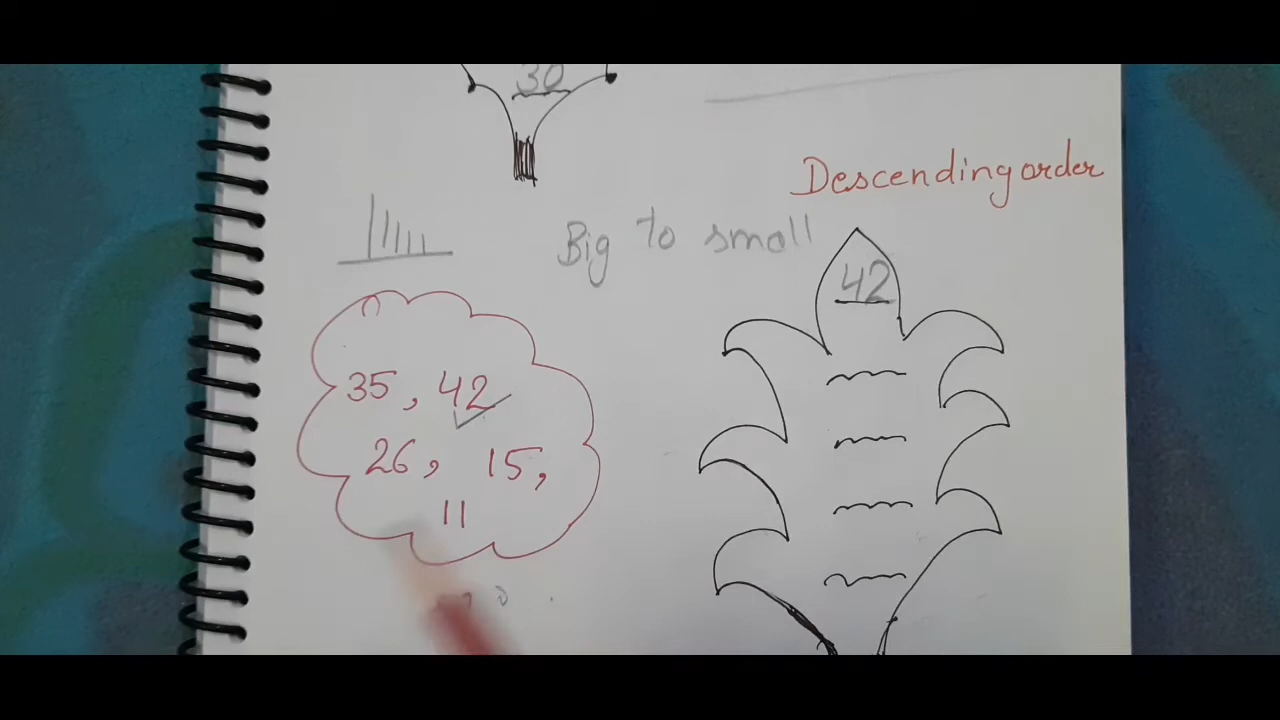 30
Descending order
Big to small
42
35, 42
26, 15,
11